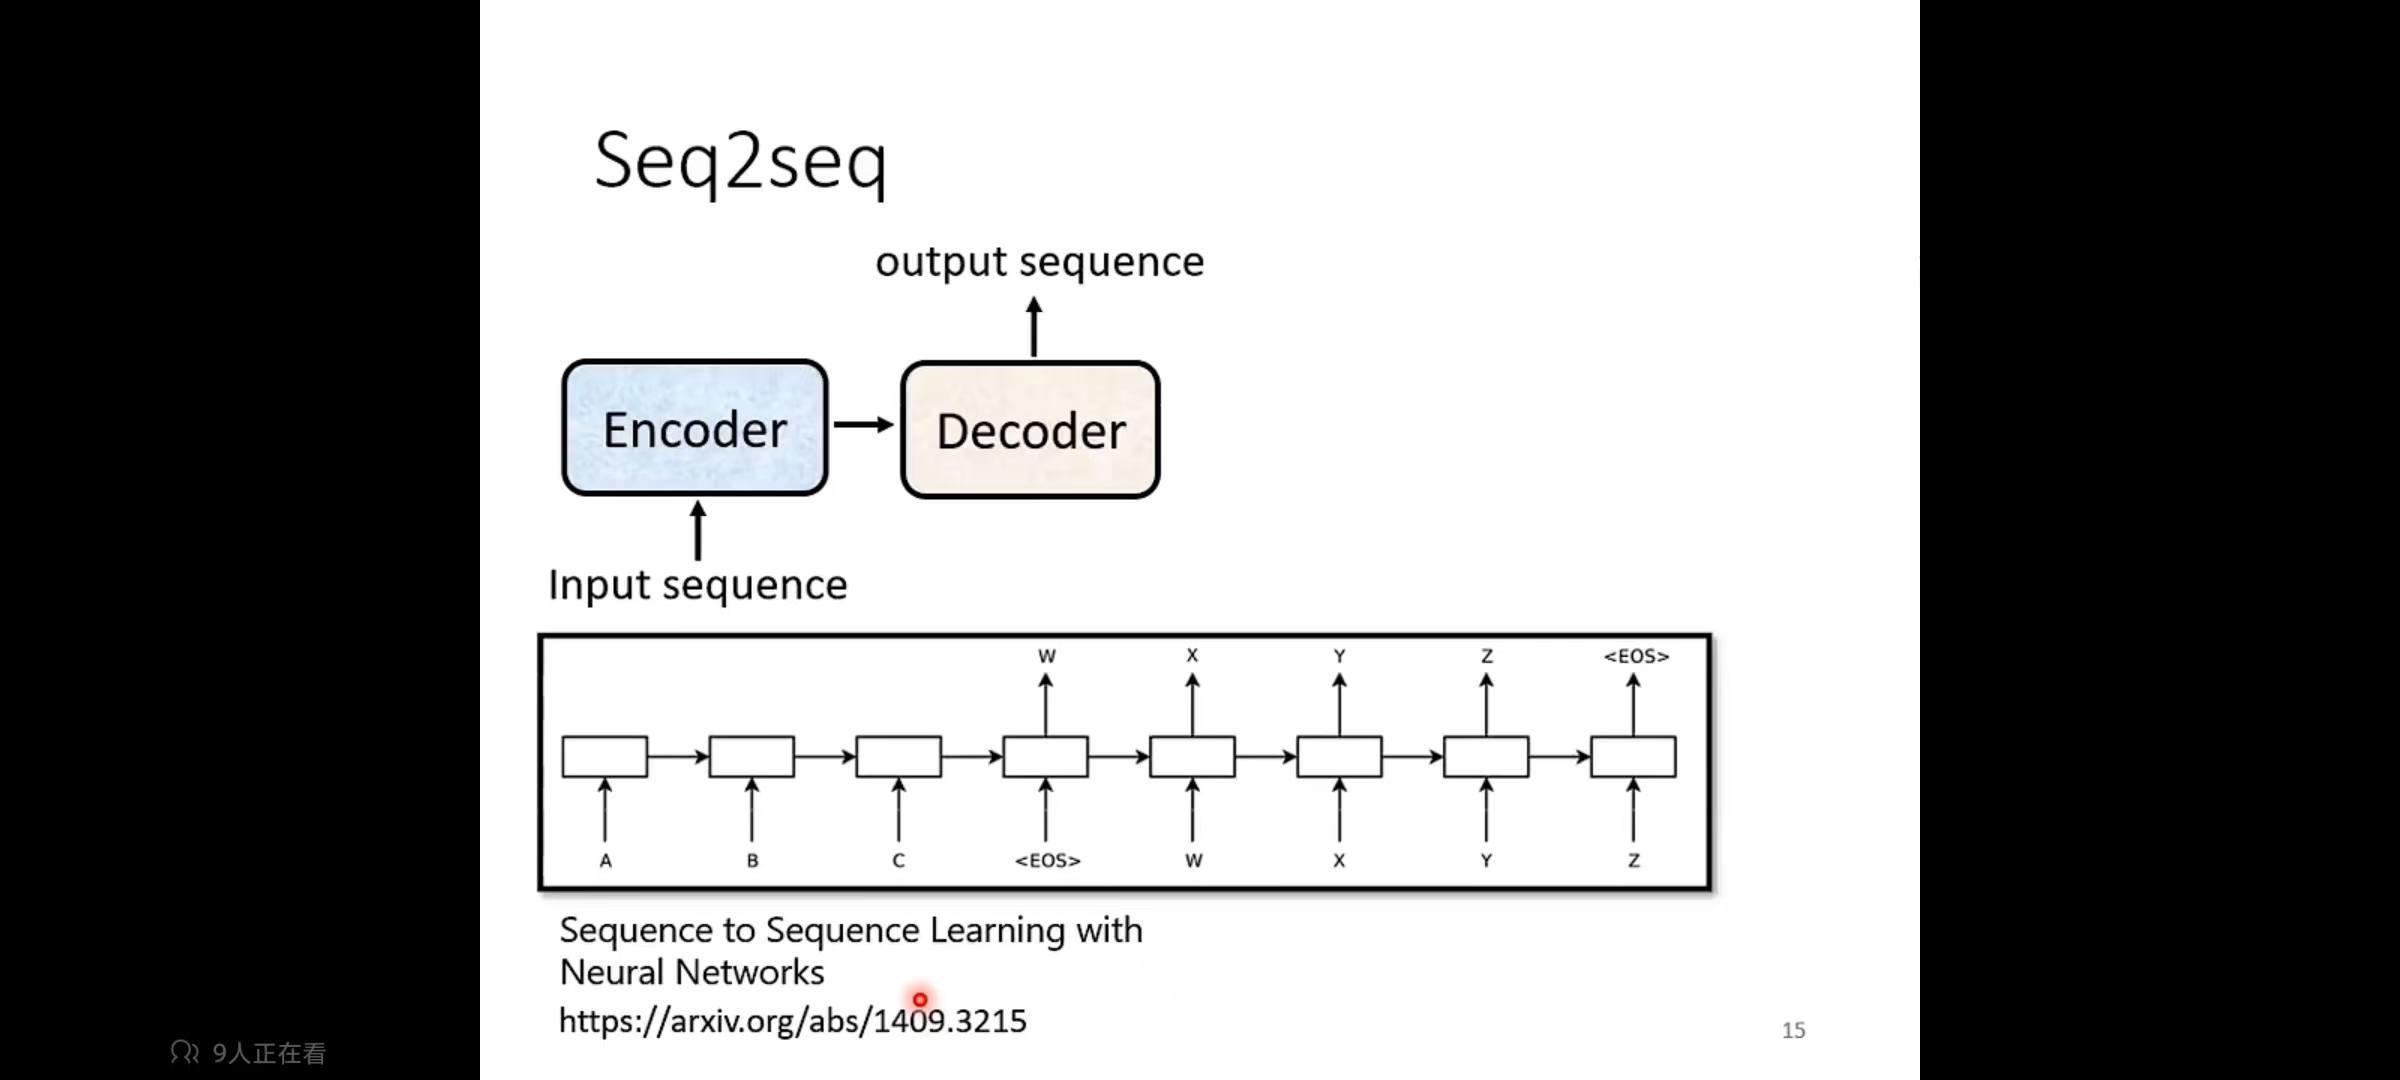 Seq2seq
output sequence
Encoder
Decoder
Input sequence
W X Y Z <EOS>
A B C <EOS> W X Y Z
Sequence to Sequence Learning with
Neural Networks
https://arxiv.org/abs/1409.3215
15
9人正在看